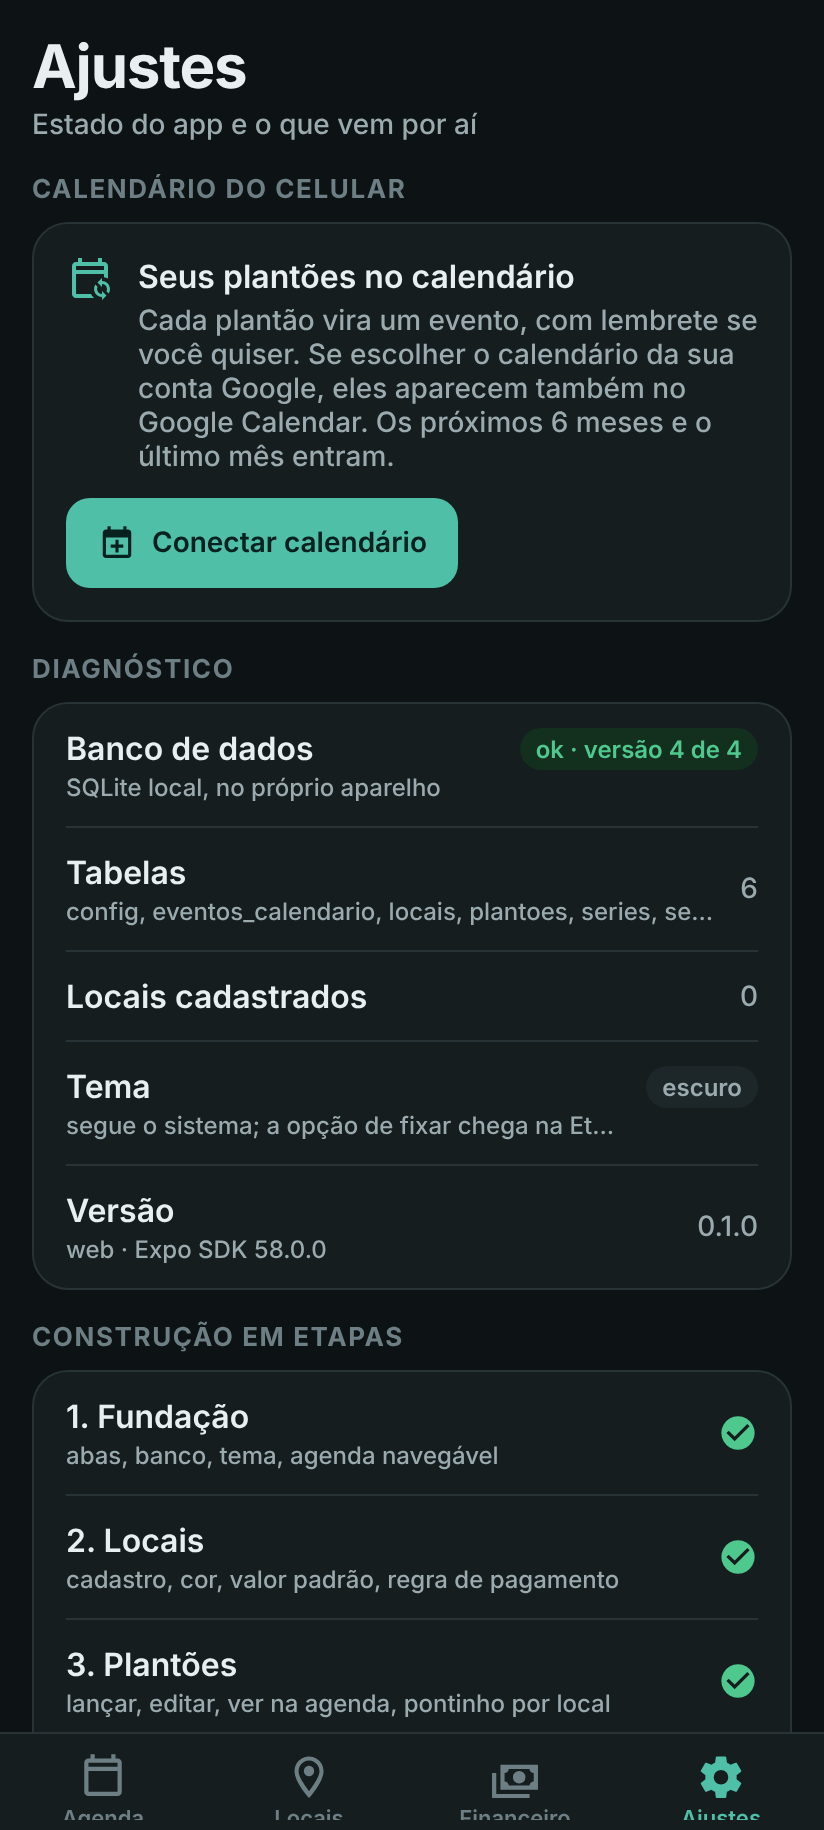 Ajustes
Estado do app e o que vem por aí
CALENDÁRIO DO CELULAR
Seus plantões no calendário
Cada plantão vira um evento, com lembrete se
você quiser. Se escolher o calendário da sua
conta Google, eles aparecem também no
Google Calendar. Os próximos 6 meses e o
último mês entram.
Conectar calendário
DIAGNÓSTICO
Banco de dados
ok · versão 4 de 4
SQLite local, no próprio aparelho
Tabelas
6
config, eventos_calendario, locais, plantoes, series, se...
Locais cadastrados
0
Tema
escuro
segue o sistema; a opção de fixar chega na Et...
Versão
0.1.0
web · Expo SDK 58.0.0
CONSTRUÇÃO EM ETAPAS
1. Fundação
abas, banco, tema, agenda navegável
2. Locais
cadastro, cor, valor padrão, regra de pagamento
3. Plantões
lançar, editar, ver na agenda, pontinho por local
Agenda
Locais
Financeiro
Ajustes